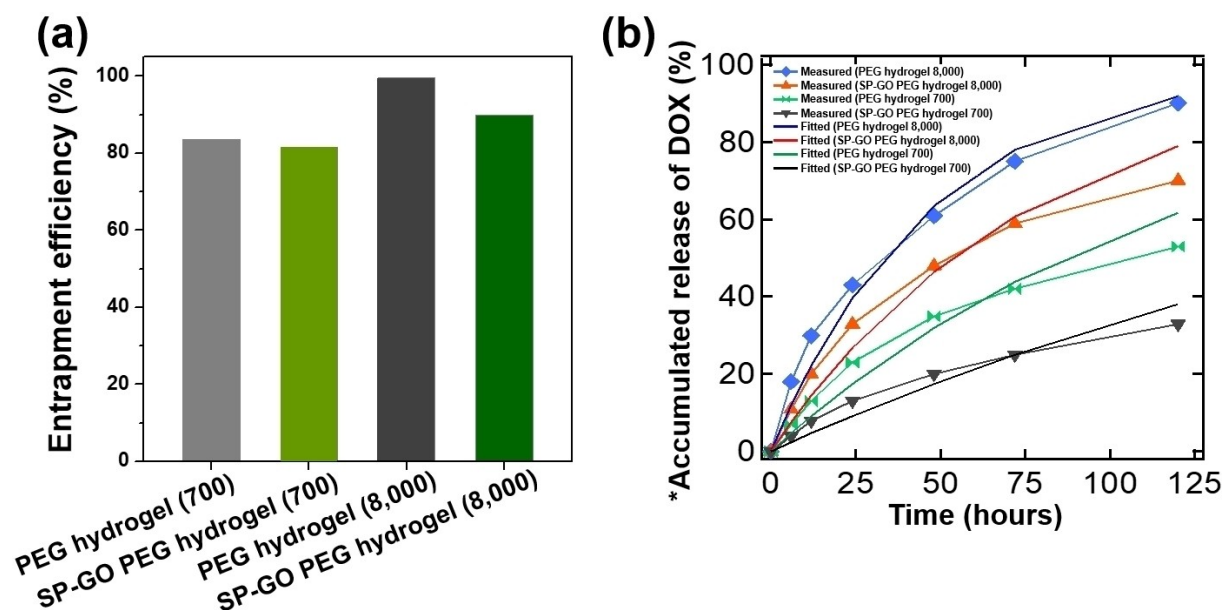 (a)
Entrapment efficiency (%)
100
80
60
40
20
0
PEG hydrogel (700)
SP-GO PEG hydrogel (700)
PEG hydrogel (8,000)
SP-GO PEG hydrogel (8,000)
(b)
*Accumulated release of DOX (%)
100
80
60
40
20
0
Measured (PEG hydrogel 8,000)
Measured (SP-GO PEG hydrogel 8,000)
Measured (PEG hydrogel 700)
Measured (SP-GO PEG hydrogel 700)
Fitted (PEG hydrogel 8,000)
Fitted (SP-GO PEG hydrogel 8,000)
Fitted (PEG hydrogel 700)
Fitted (SP-GO PEG hydrogel 700)
0 25 50 75 100 125
Time (hours)